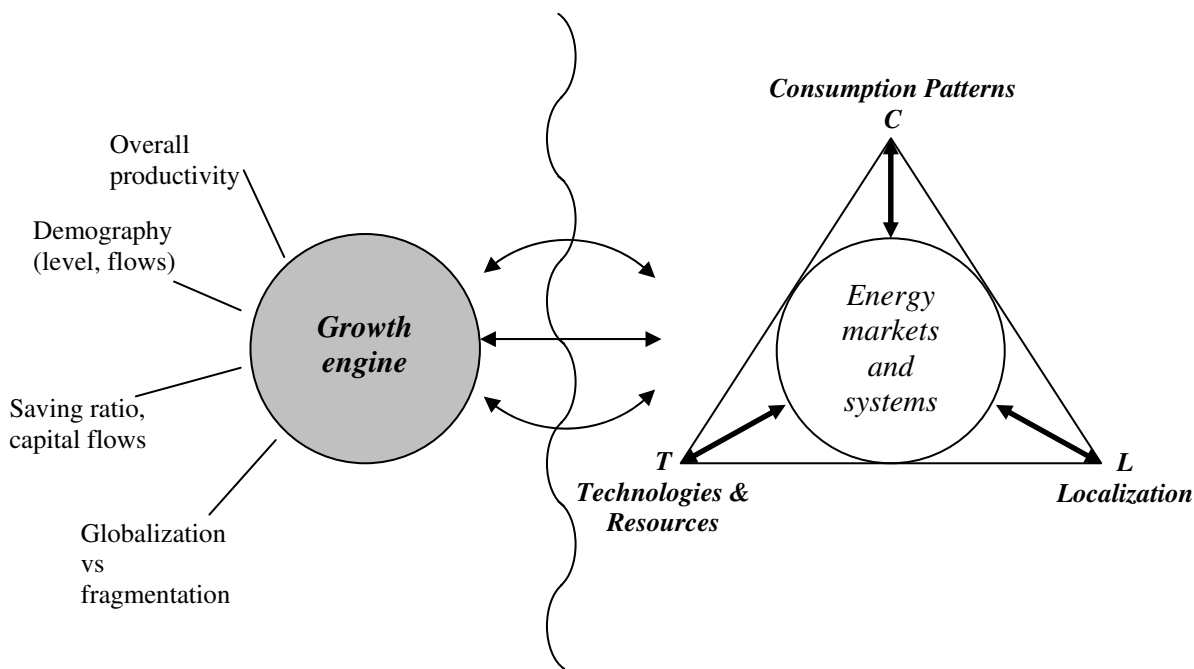 Overall
productivity
Demography
(level, flows)
Saving ratio,
capital flows
Globalization
vs
fragmentation
Growth
engine
Consumption Patterns
C
Energy
markets
and
systems
T
Technologies &
Resources
L
Localization